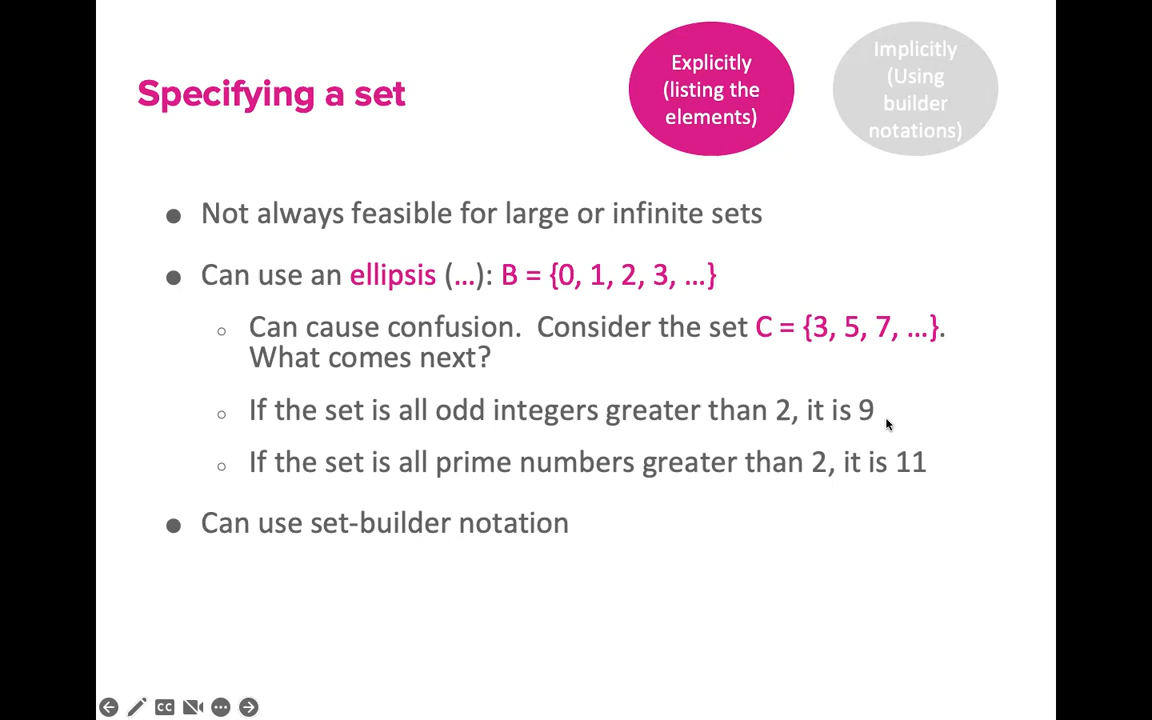 Specifying a set
Explicitly
(listing the
elements)
Implicitly
(Using
builder
notations)
● Not always feasible for large or infinite sets
● Can use an ellipsis (…): B = {0, 1, 2, 3, …}
○ Can cause confusion.  Consider the set C = {3, 5, 7, …}.
What comes next?
○ If the set is all odd integers greater than 2, it is 9
○ If the set is all prime numbers greater than 2, it is 11
● Can use set-builder notation
CC